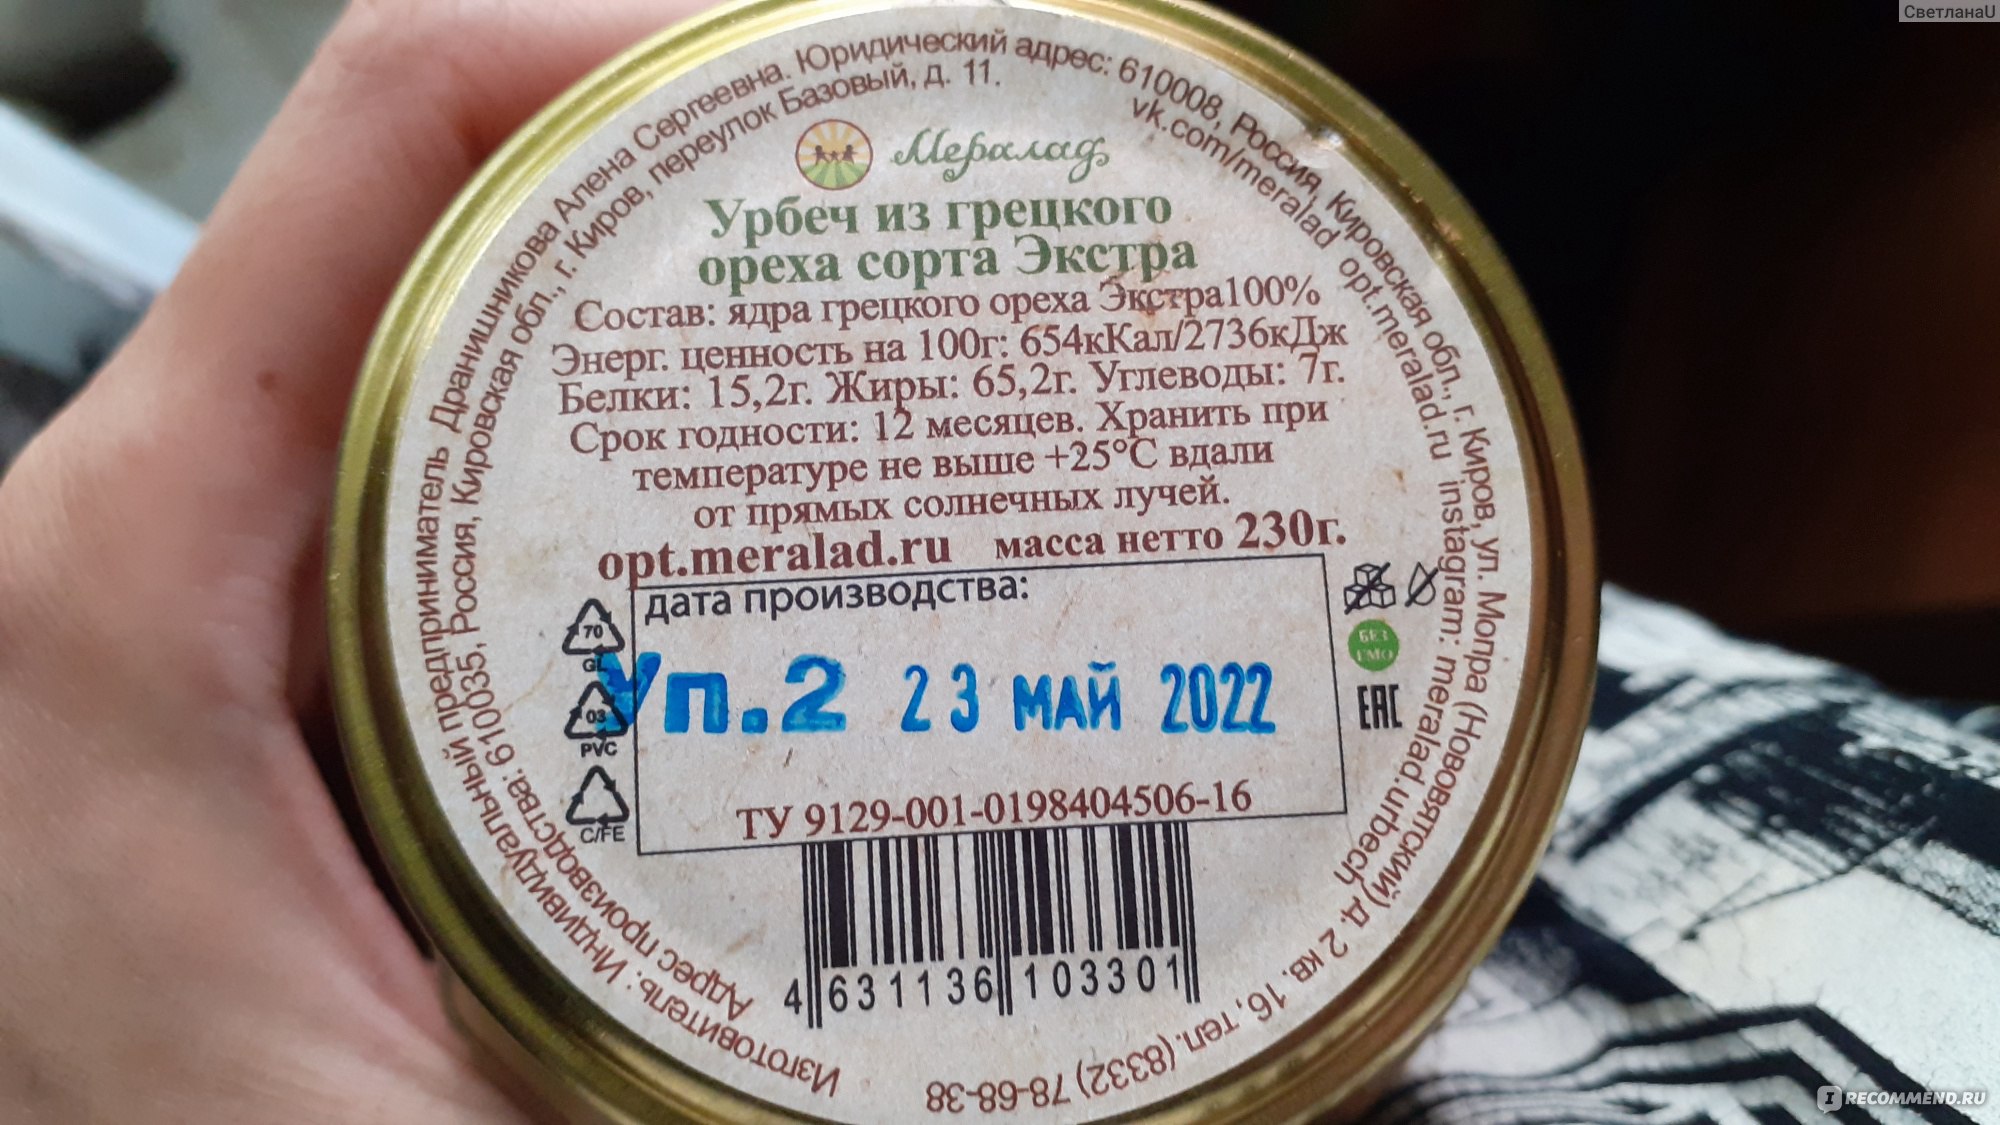 СветланаU
Изготовитель: Индивидуальный предприниматель Дранишникова Алена Сергеевна. Юридический адрес: 610008, Россия, Кировская обл., г. Киров, ул. Мопра (Нововятский) д. 2 кв. 16, тел. (8332) 78-68-38
Адрес производства: 610035, Россия, Кировская обл., г. Киров, переулок Базовый, д. 11.
vk.com/meralad opt.meralad.ru instagram: meralad.urbech
Мералад
Урбеч из грецкого
ореха сорта Экстра
Состав: ядра грецкого ореха Экстра100%
Энерг. ценность на 100г: 654кКал/2736кДж
Белки: 15,2г. Жиры: 65,2г. Углеводы: 7г.
Срок годности: 12 месяцев. Хранить при
температуре не выше +25°С вдали
от прямых солнечных лучей.
opt.meralad.ru масса нетто 230г.
дата производства:
70
GL
03
PVC
C/FE
Уп.2 23 МАЙ 2022
БЕЗ
ГМО
EAC
ТУ 9129-001-0198404506-16
4 631136 103301
I RECOMMEND.RU